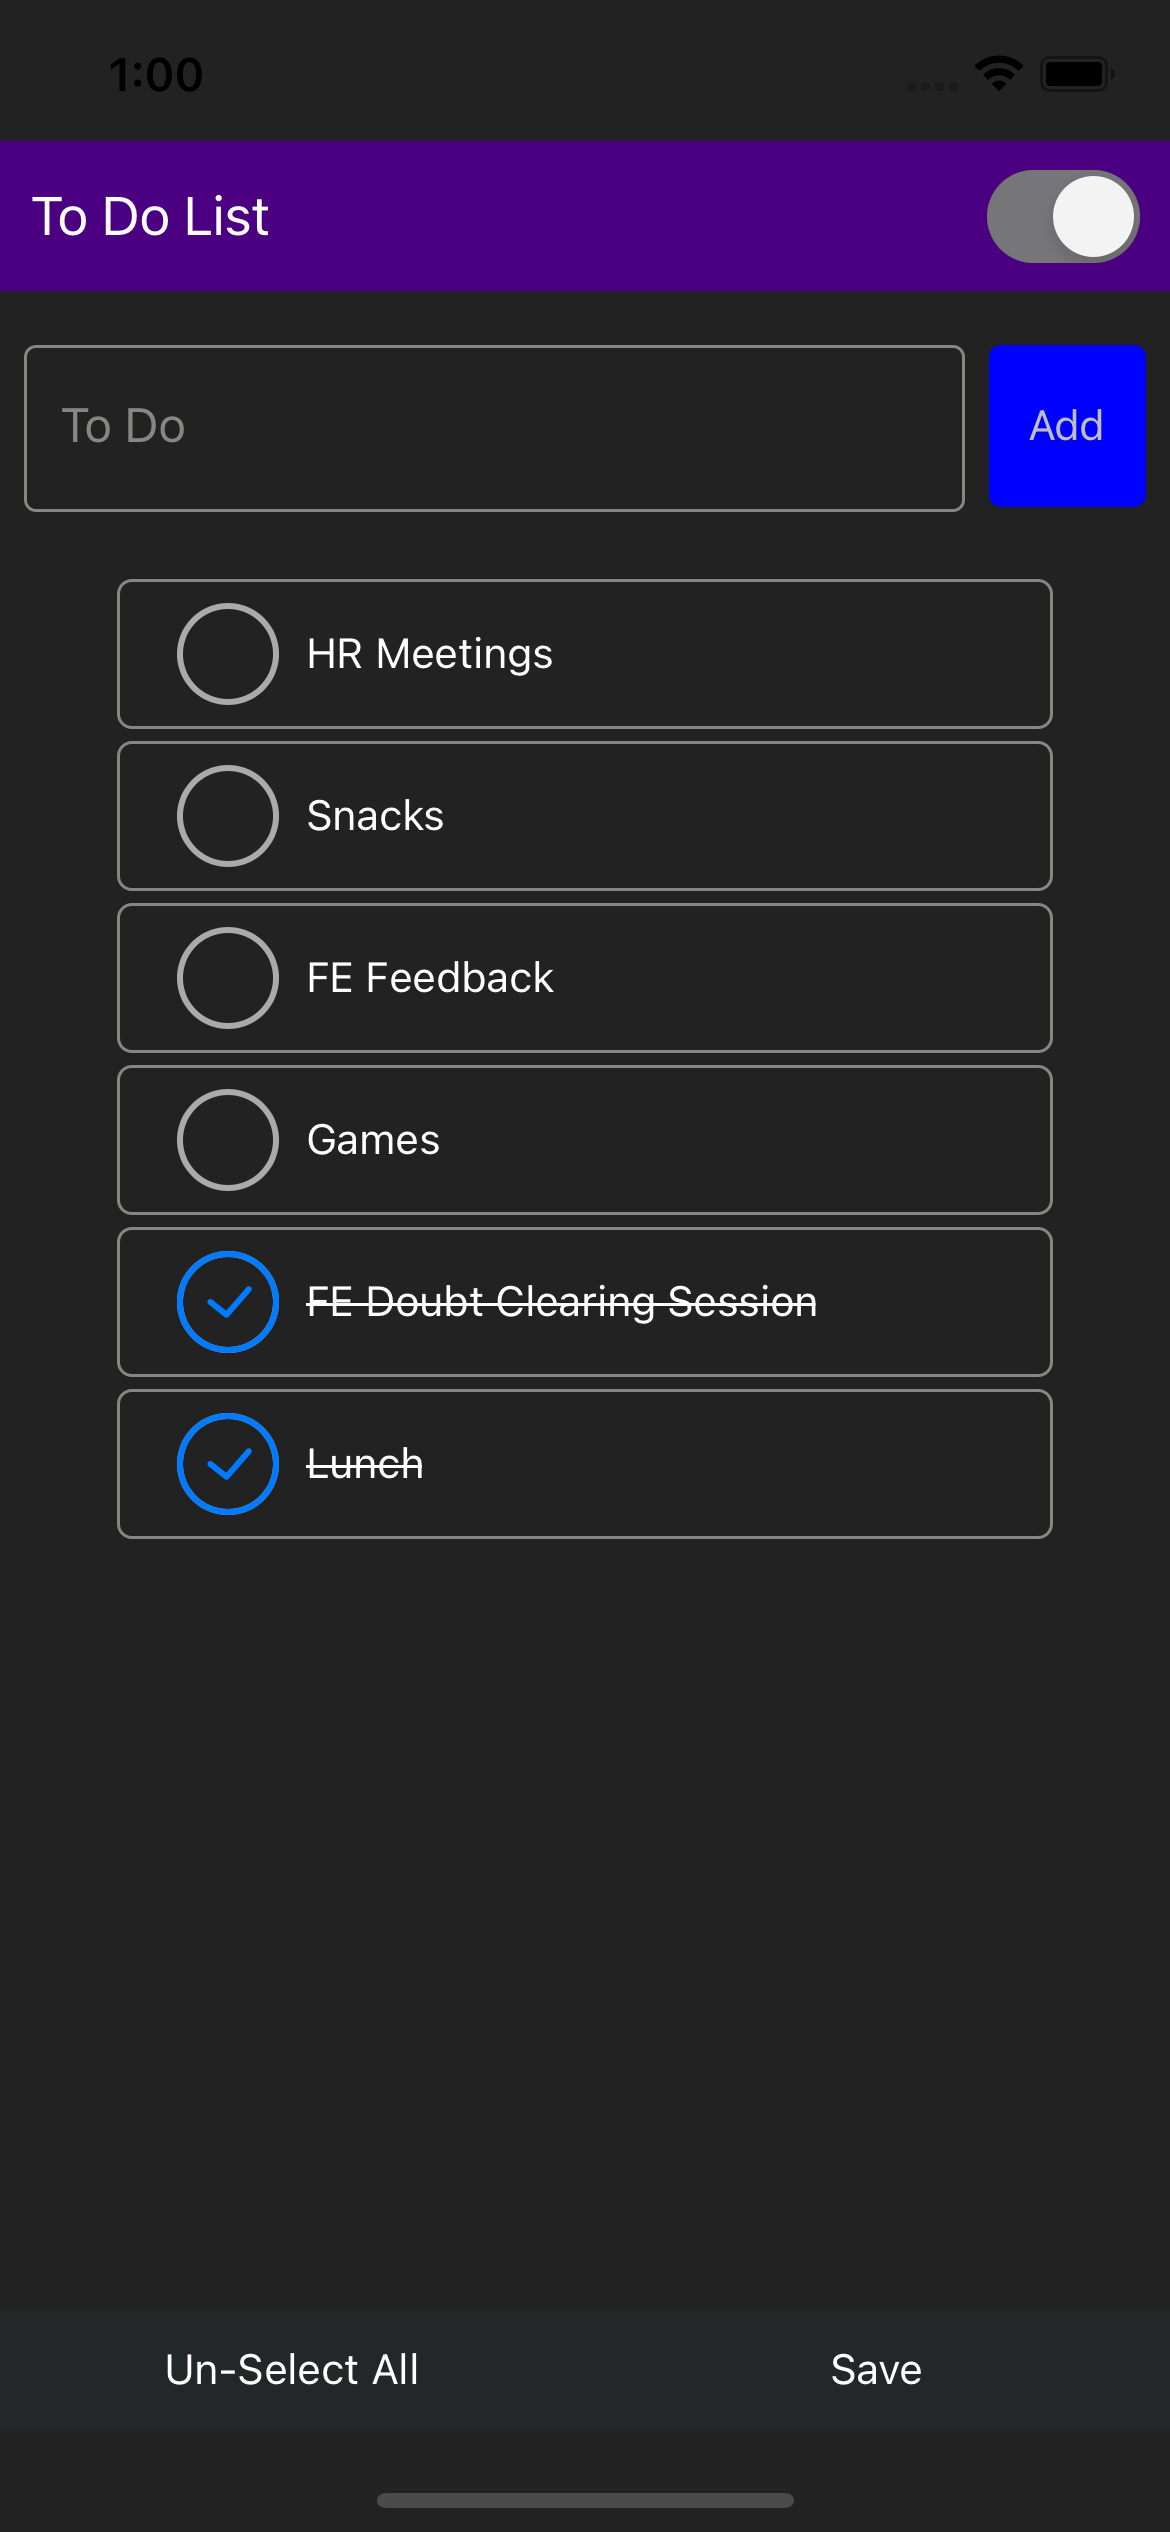 1:00
To Do List
To Do
Add
HR Meetings
Snacks
FE Feedback
Games
FE Doubt Clearing Session
Lunch
Un-Select All
Save